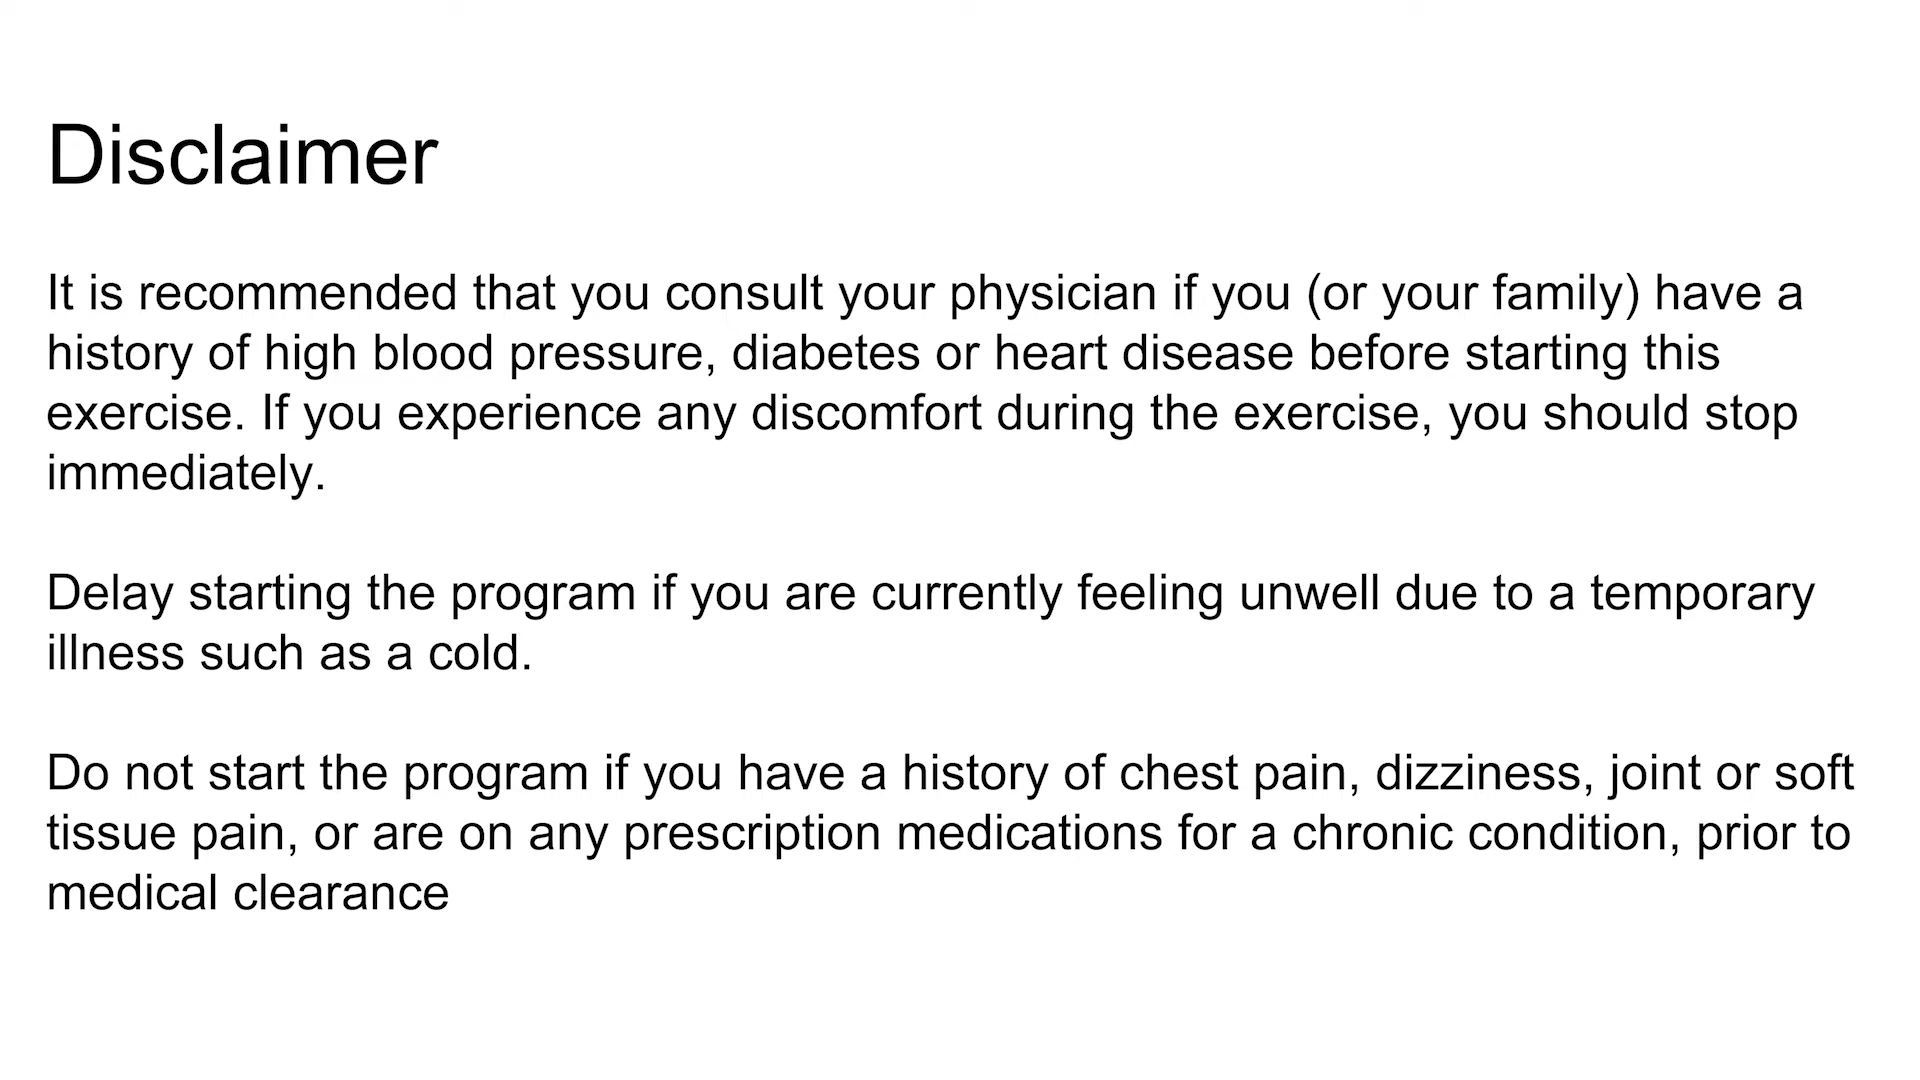 Disclaimer
It is recommended that you consult your physician if you (or your family) have a
history of high blood pressure, diabetes or heart disease before starting this
exercise. If you experience any discomfort during the exercise, you should stop
immediately.
Delay starting the program if you are currently feeling unwell due to a temporary
illness such as a cold.
Do not start the program if you have a history of chest pain, dizziness, joint or soft
tissue pain, or are on any prescription medications for a chronic condition, prior to
medical clearance